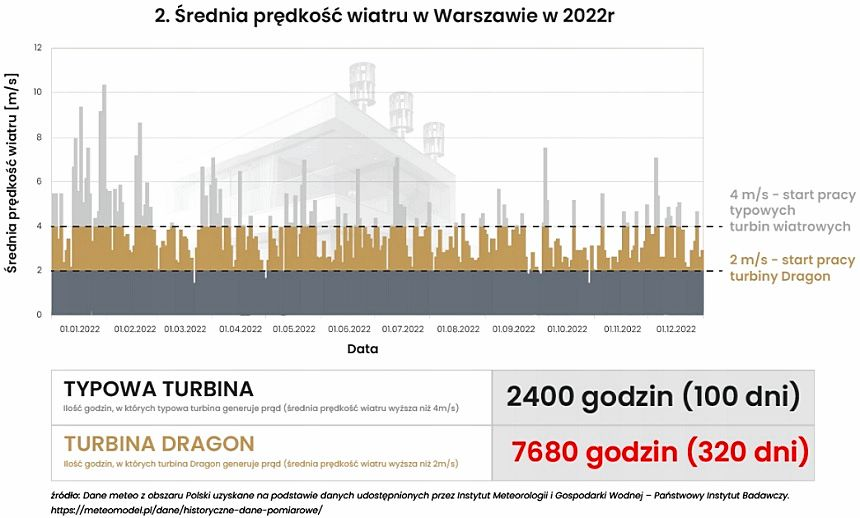 2. Średnia prędkość wiatru w Warszawie w 2022r
Średnia prędkość wiatru [m/s]
12
10
8
6
4
2
0
4 m/s - start pracy
typowych
turbin wiatrowych
2 m/s - start pracy
turbiny Dragon
01.01.2022 01.02.2022 01.03.2022 01.04.2022 01.05.2022 01.06.2022 01.07.2022 01.08.2022 01.09.2022 01.10.2022 01.11.2022 01.12.2022
Data
TYPOWA TURBINA
Ilość godzin, w których typowa turbina generuje prąd (średnia prędkość wiatru wyższa niż 4m/s)
2400 godzin (100 dni)
TURBINA DRAGON
Ilość godzin, w których turbina Dragon generuje prąd (średnia prędkość wiatru wyższa niż 2m/s)
7680 godzin (320 dni)
źródło: Dane meteo z obszaru Polski uzyskane na podstawie danych udostępnionych przez Instytut Meteorologii i Gospodarki Wodnej – Państwowy Instytut Badawczy.
https://meteomodel.pl/dane/historyczne-dane-pomiarowe/